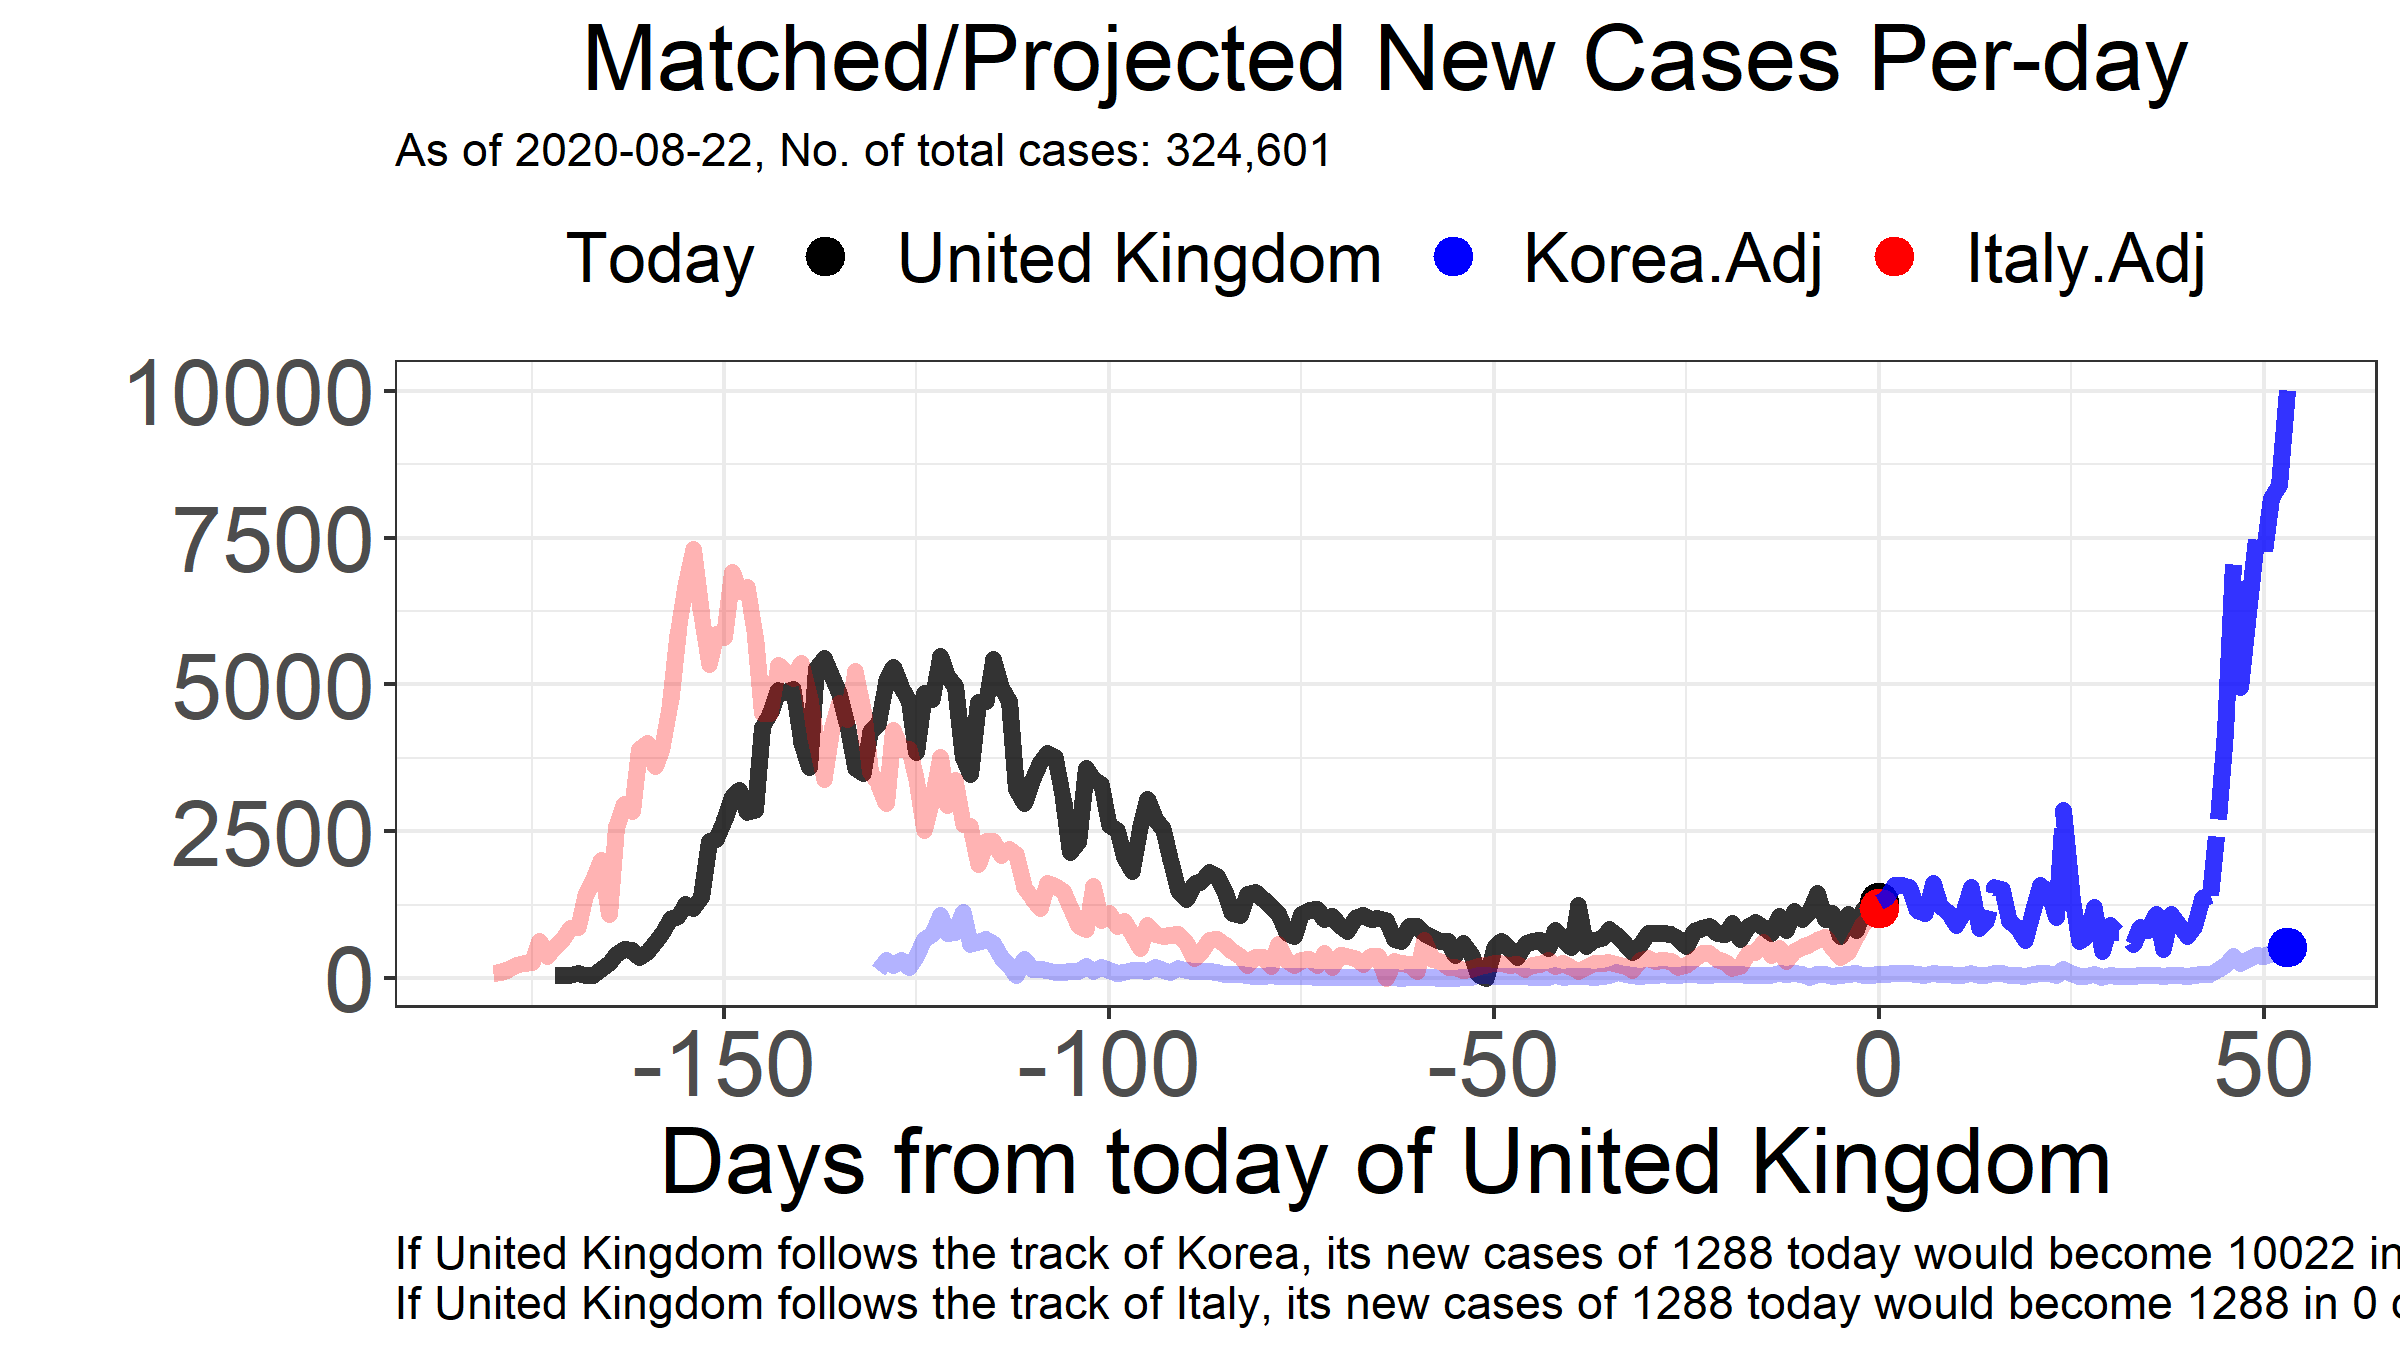 Matched/Projected New Cases Per-day
As of 2020-08-22, No. of total cases: 324,601
Today United Kingdom Korea.Adj Italy.Adj
10000
7500
5000
2500
0
-150 -100 -50 0 50
Days from today of United Kingdom
If United Kingdom follows the track of Korea, its new cases of 1288 today would become 10022 in
If United Kingdom follows the track of Italy, its new cases of 1288 today would become 1288 in 0